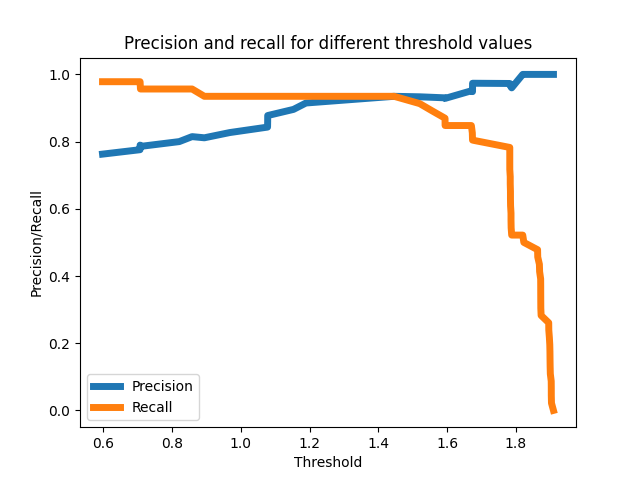 Precision and recall for different threshold values
1.0
0.8
0.6
0.4
0.2
0.0
Precision/Recall
Precision
Recall
0.6 0.8 1.0 1.2 1.4 1.6 1.8
Threshold